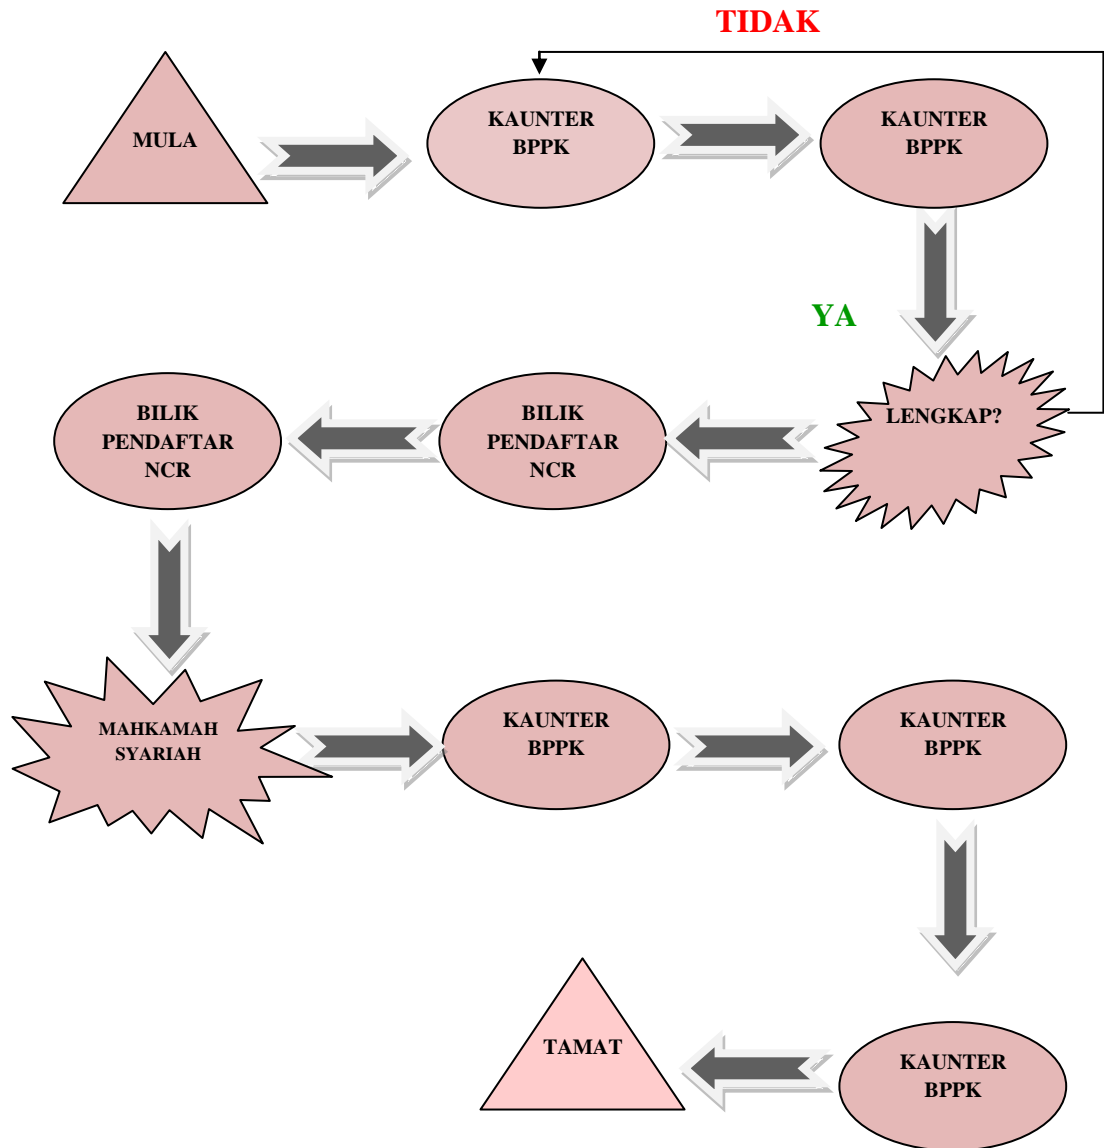 TIDAK
MULA
KAUNTER
BPPK
KAUNTER
BPPK
YA
LENGKAP?
BILIK
PENDAFTAR
NCR
BILIK
PENDAFTAR
NCR
MAHKAMAH
SYARIAH
KAUNTER
BPPK
KAUNTER
BPPK
KAUNTER
BPPK
TAMAT